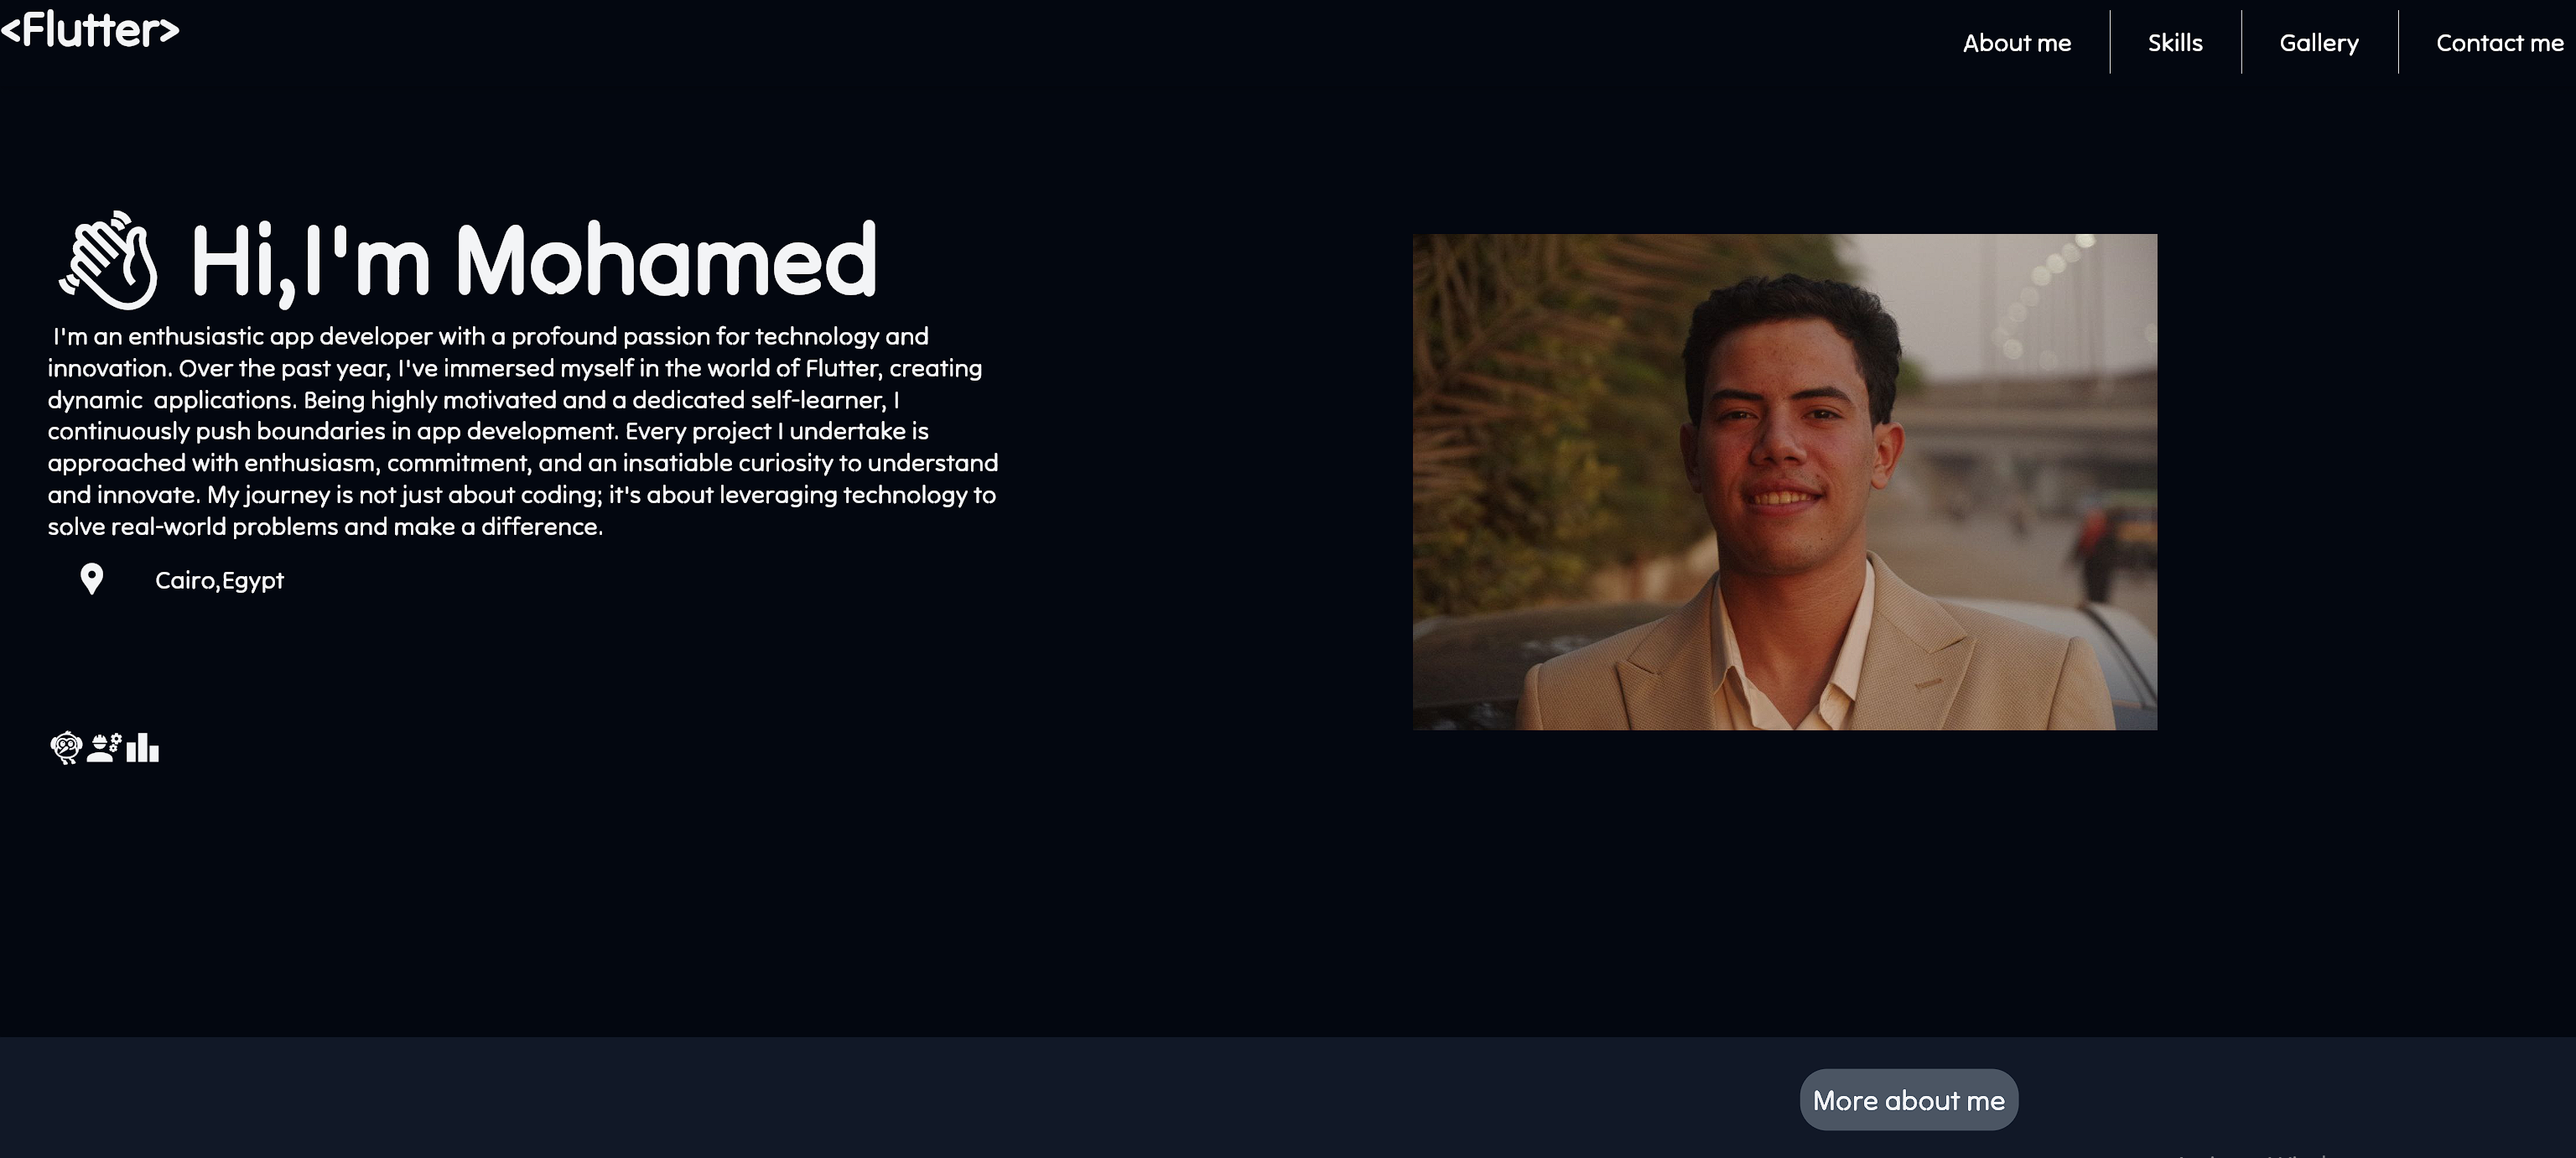 <Flutter>
About me
Skills
Gallery
Contact me
Hi,I'm Mohamed
I'm an enthusiastic app developer with a profound passion for technology and
innovation. Over the past year, I've immersed myself in the world of Flutter, creating
dynamic  applications. Being highly motivated and a dedicated self-learner, I
continuously push boundaries in app development. Every project I undertake is
approached with enthusiasm, commitment, and an insatiable curiosity to understand
and innovate. My journey is not just about coding; it's about leveraging technology to
solve real-world problems and make a difference.
Cairo,Egypt
More about me